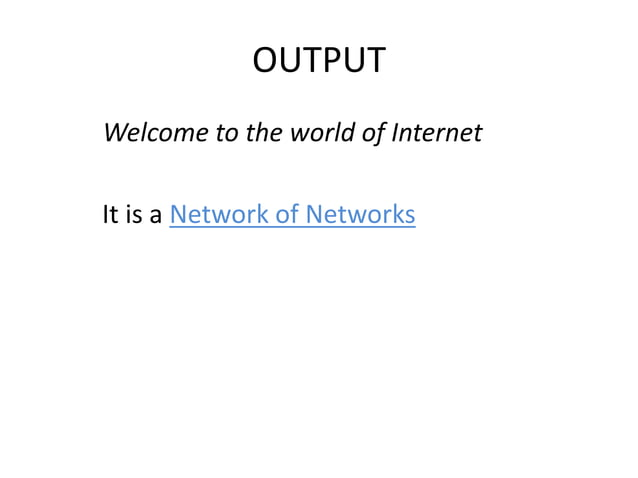 OUTPUT
Welcome to the world of Internet
It is a Network of Networks